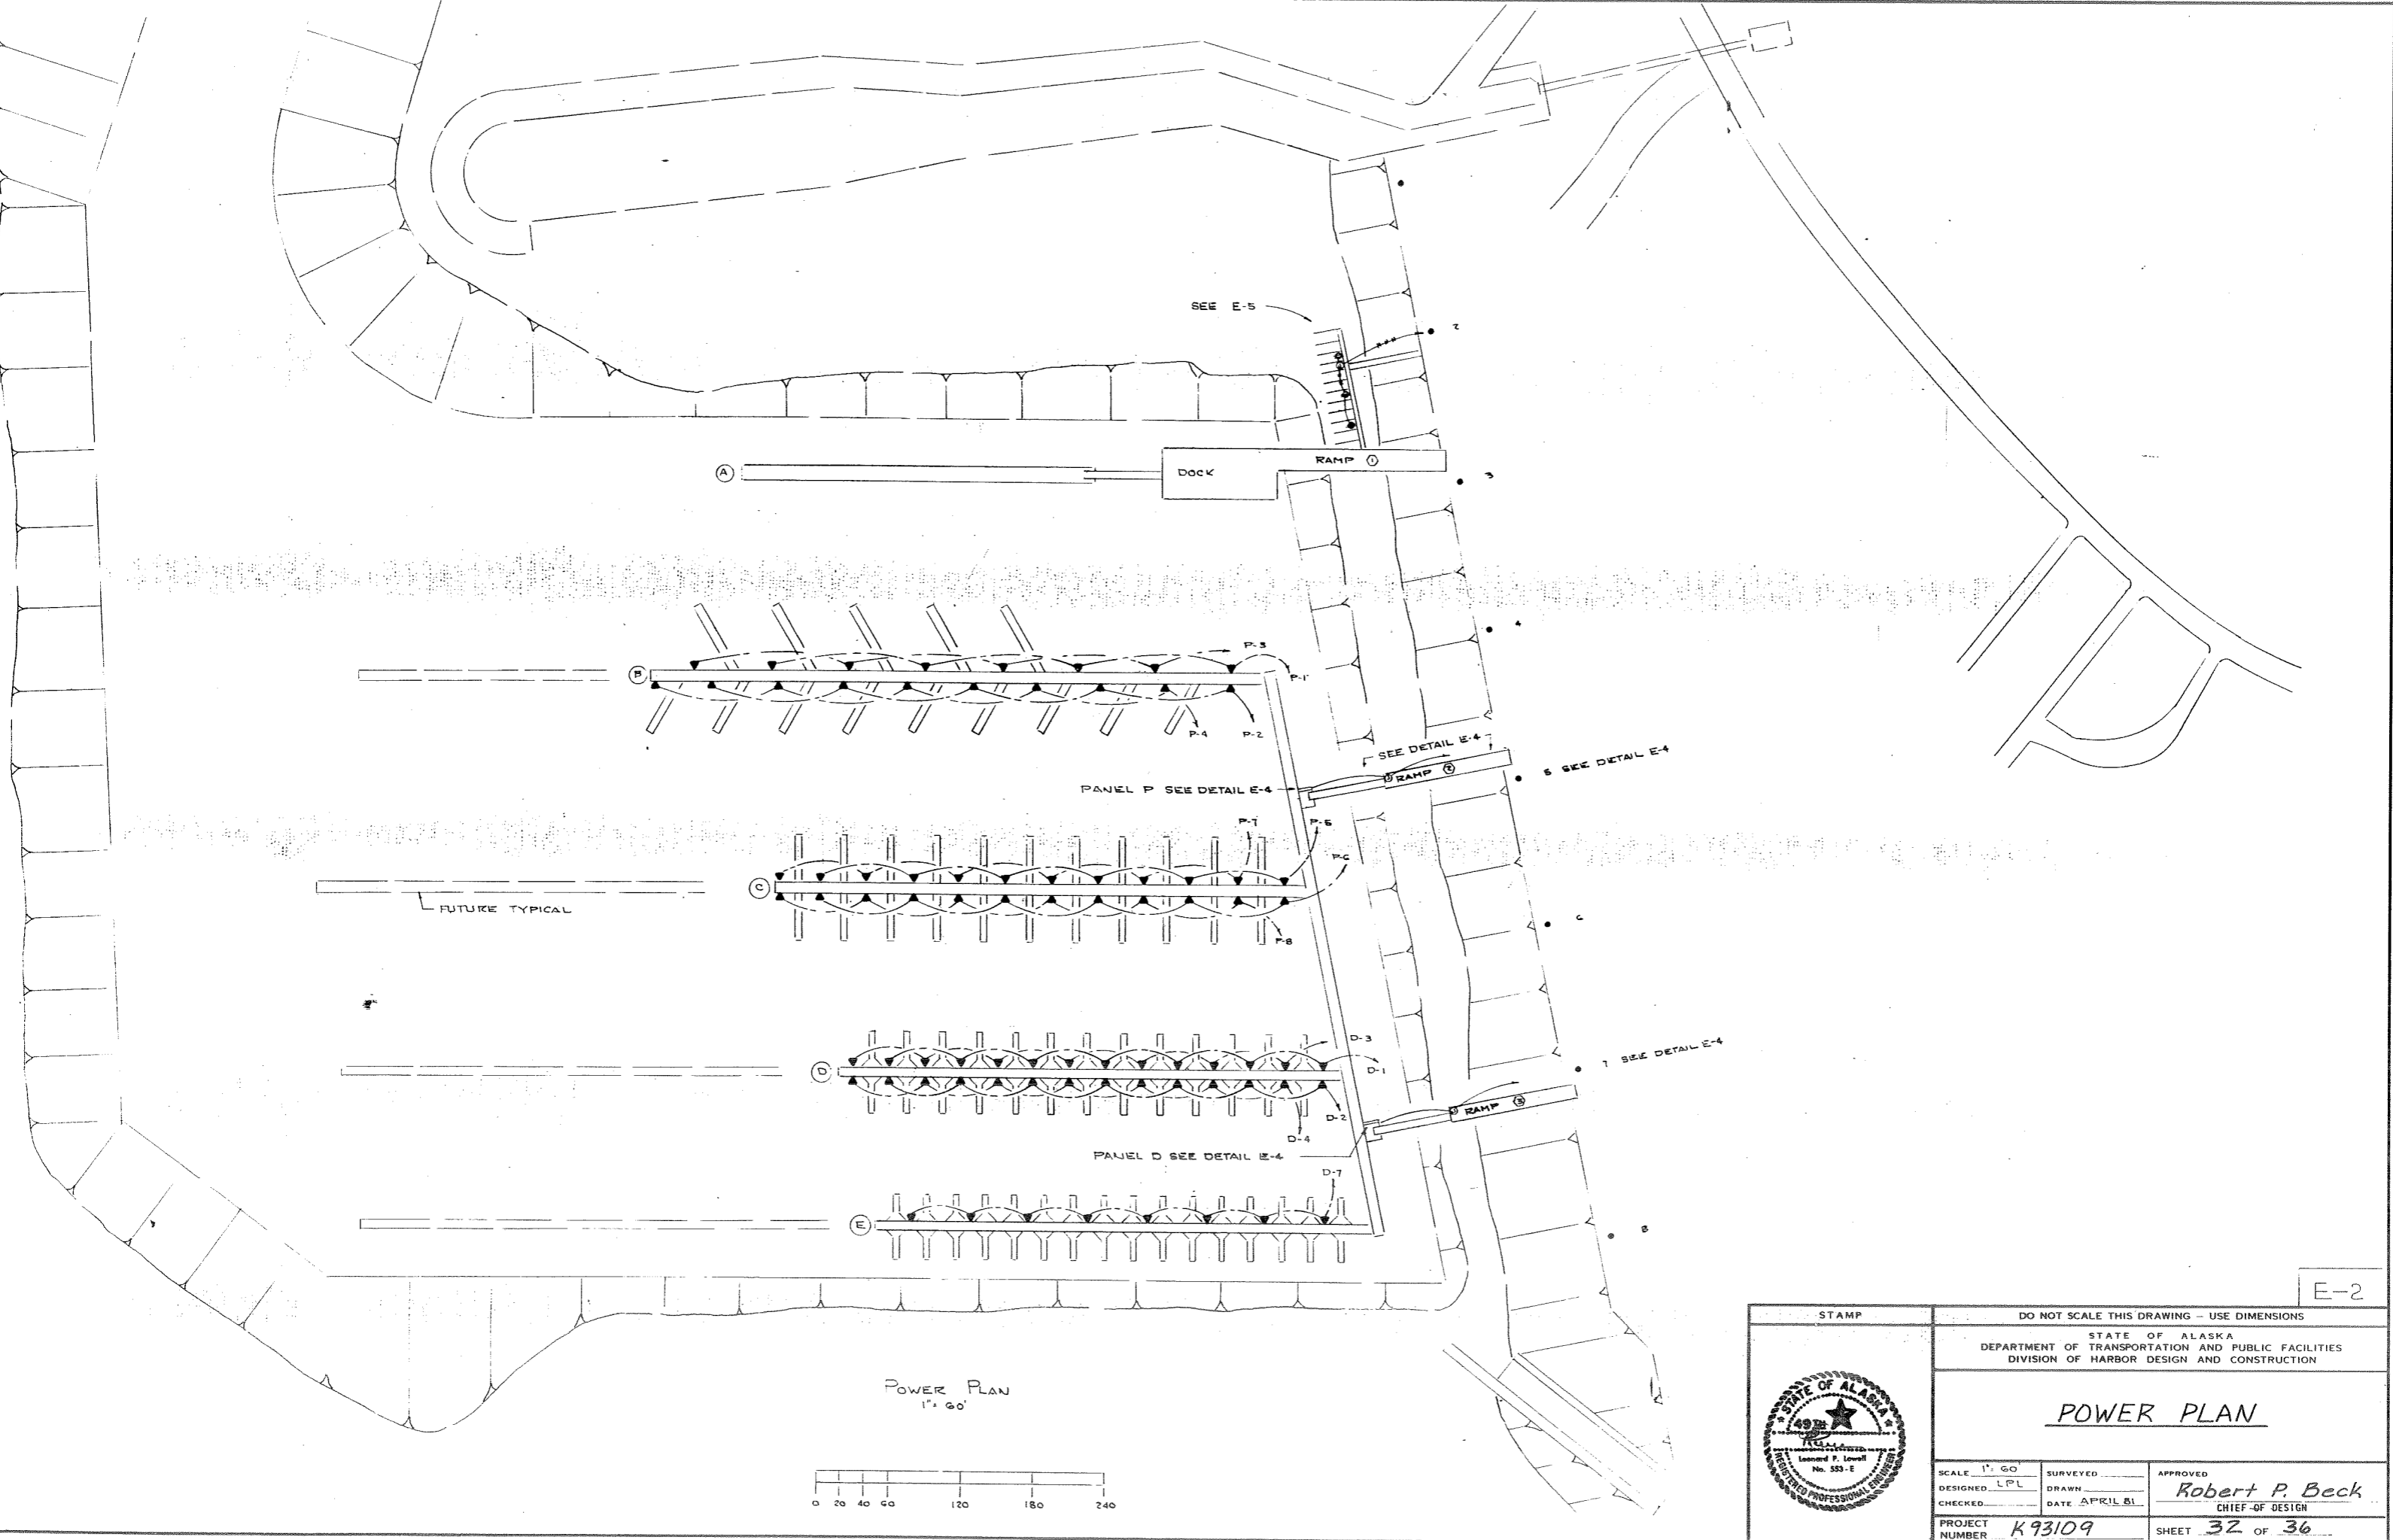 SEE E-5
2
A
DOCK
RAMP 1
3
4
P-3
B
P-1
P-4
P-2
SEE DETAIL E-4
RAMP 2
5 SEE DETAIL E-4
PANEL P SEE DETAIL E-4
P-7
P-5
P-6
C
FUTURE TYPICAL
P-8
6
D-3
D
D-1
7 SEE DETAIL E-4
D-2
RAMP 3
D-4
PANEL D SEE DETAIL E-4
D-7
E
8
E-2
POWER PLAN
1"= 60'
0 20 40 60 120 180 240
STAMP
DO NOT SCALE THIS DRAWING – USE DIMENSIONS
STATE OF ALASKA
DEPARTMENT OF TRANSPORTATION AND PUBLIC FACILITIES
DIVISION OF HARBOR DESIGN AND CONSTRUCTION
STATE OF ALASKA
49TH
Leonard P. Lowell
No. 553-E
REGISTERED PROFESSIONAL ENGINEER
POWER PLAN
SCALE 1"= 60'
SURVEYED
APPROVED
DESIGNED LPL
DRAWN
Robert P. Beck
CHECKED
DATE APRIL 81
CHIEF OF DESIGN
PROJECT NUMBER K93109
SHEET 32 OF 36